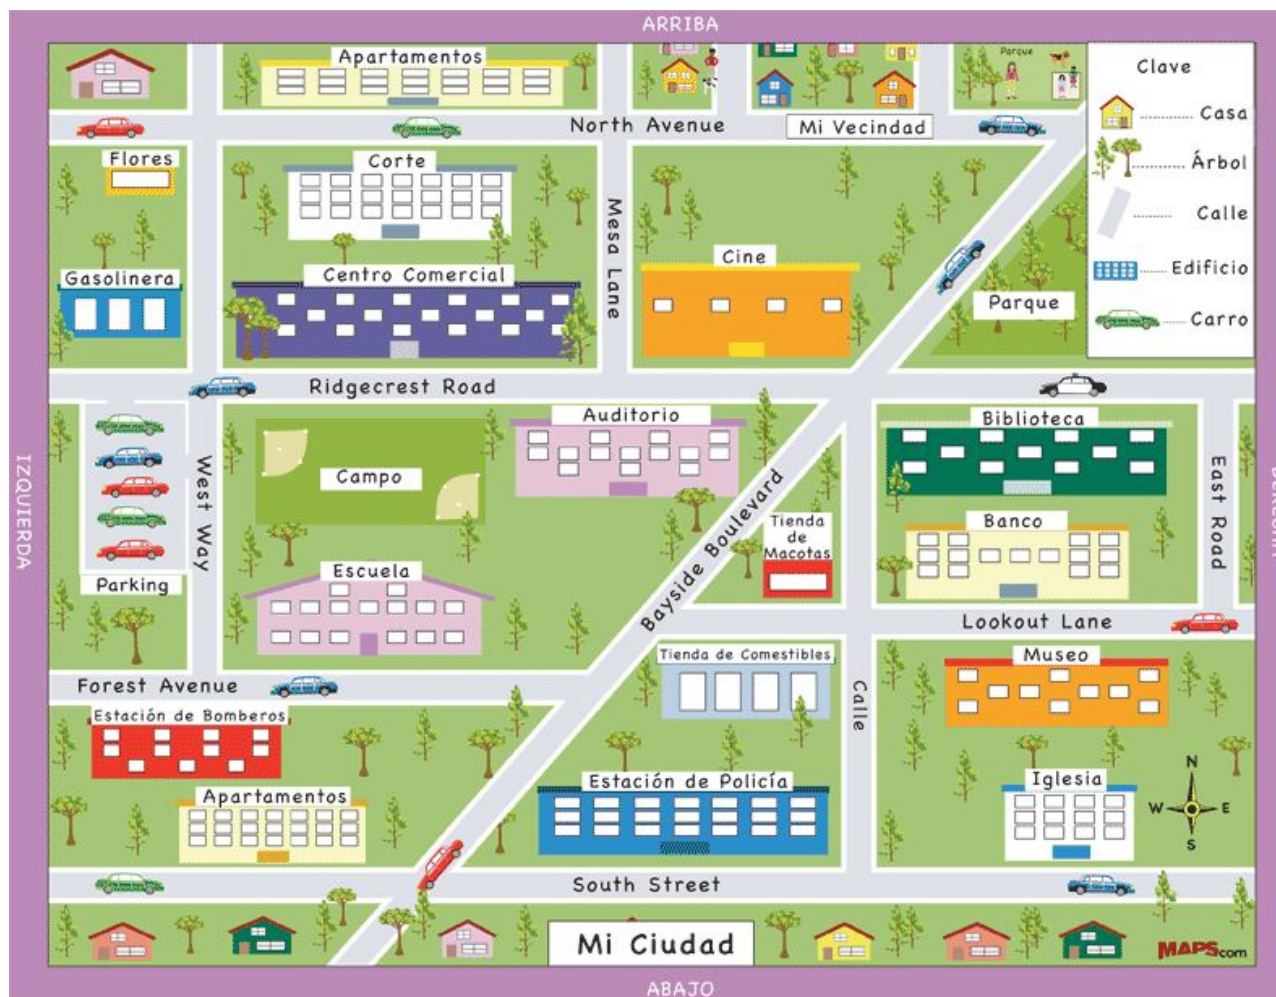 ARRIBA
Apartamentos
Parque
Clave
Casa
Árbol
Calle
Edificio
Carro
North Avenue
Mi Vecindad
Flores
Corte
Mesa Lane
Gasolinera
Centro Comercial
Cine
Parque
Ridgecrest Road
Auditorio
Biblioteca
IZQUIERDA
West Way
Campo
Bayside Boulevard
Tienda
de
Macotas
Banco
East Road
Parking
Escuela
Lookout Lane
Forest Avenue
Tienda de Comestibles
Calle
Museo
Estación de Bomberos
Estación de Policía
Iglesia
N
W
E
S
Apartamentos
South Street
Mi Ciudad
MAPS.com
ABAJO